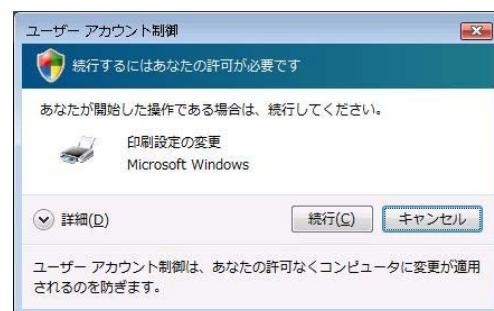 ユーザー アカウント制御
続行するにはあなたの許可が必要です
あなたが開始した操作である場合は、続行してください。
印刷設定の変更
Microsoft Windows
詳細(D)
続行(C)
キャンセル
ユーザー アカウント制御は、あなたの許可なくコンピュータに変更が適用
されるのを防ぎます。